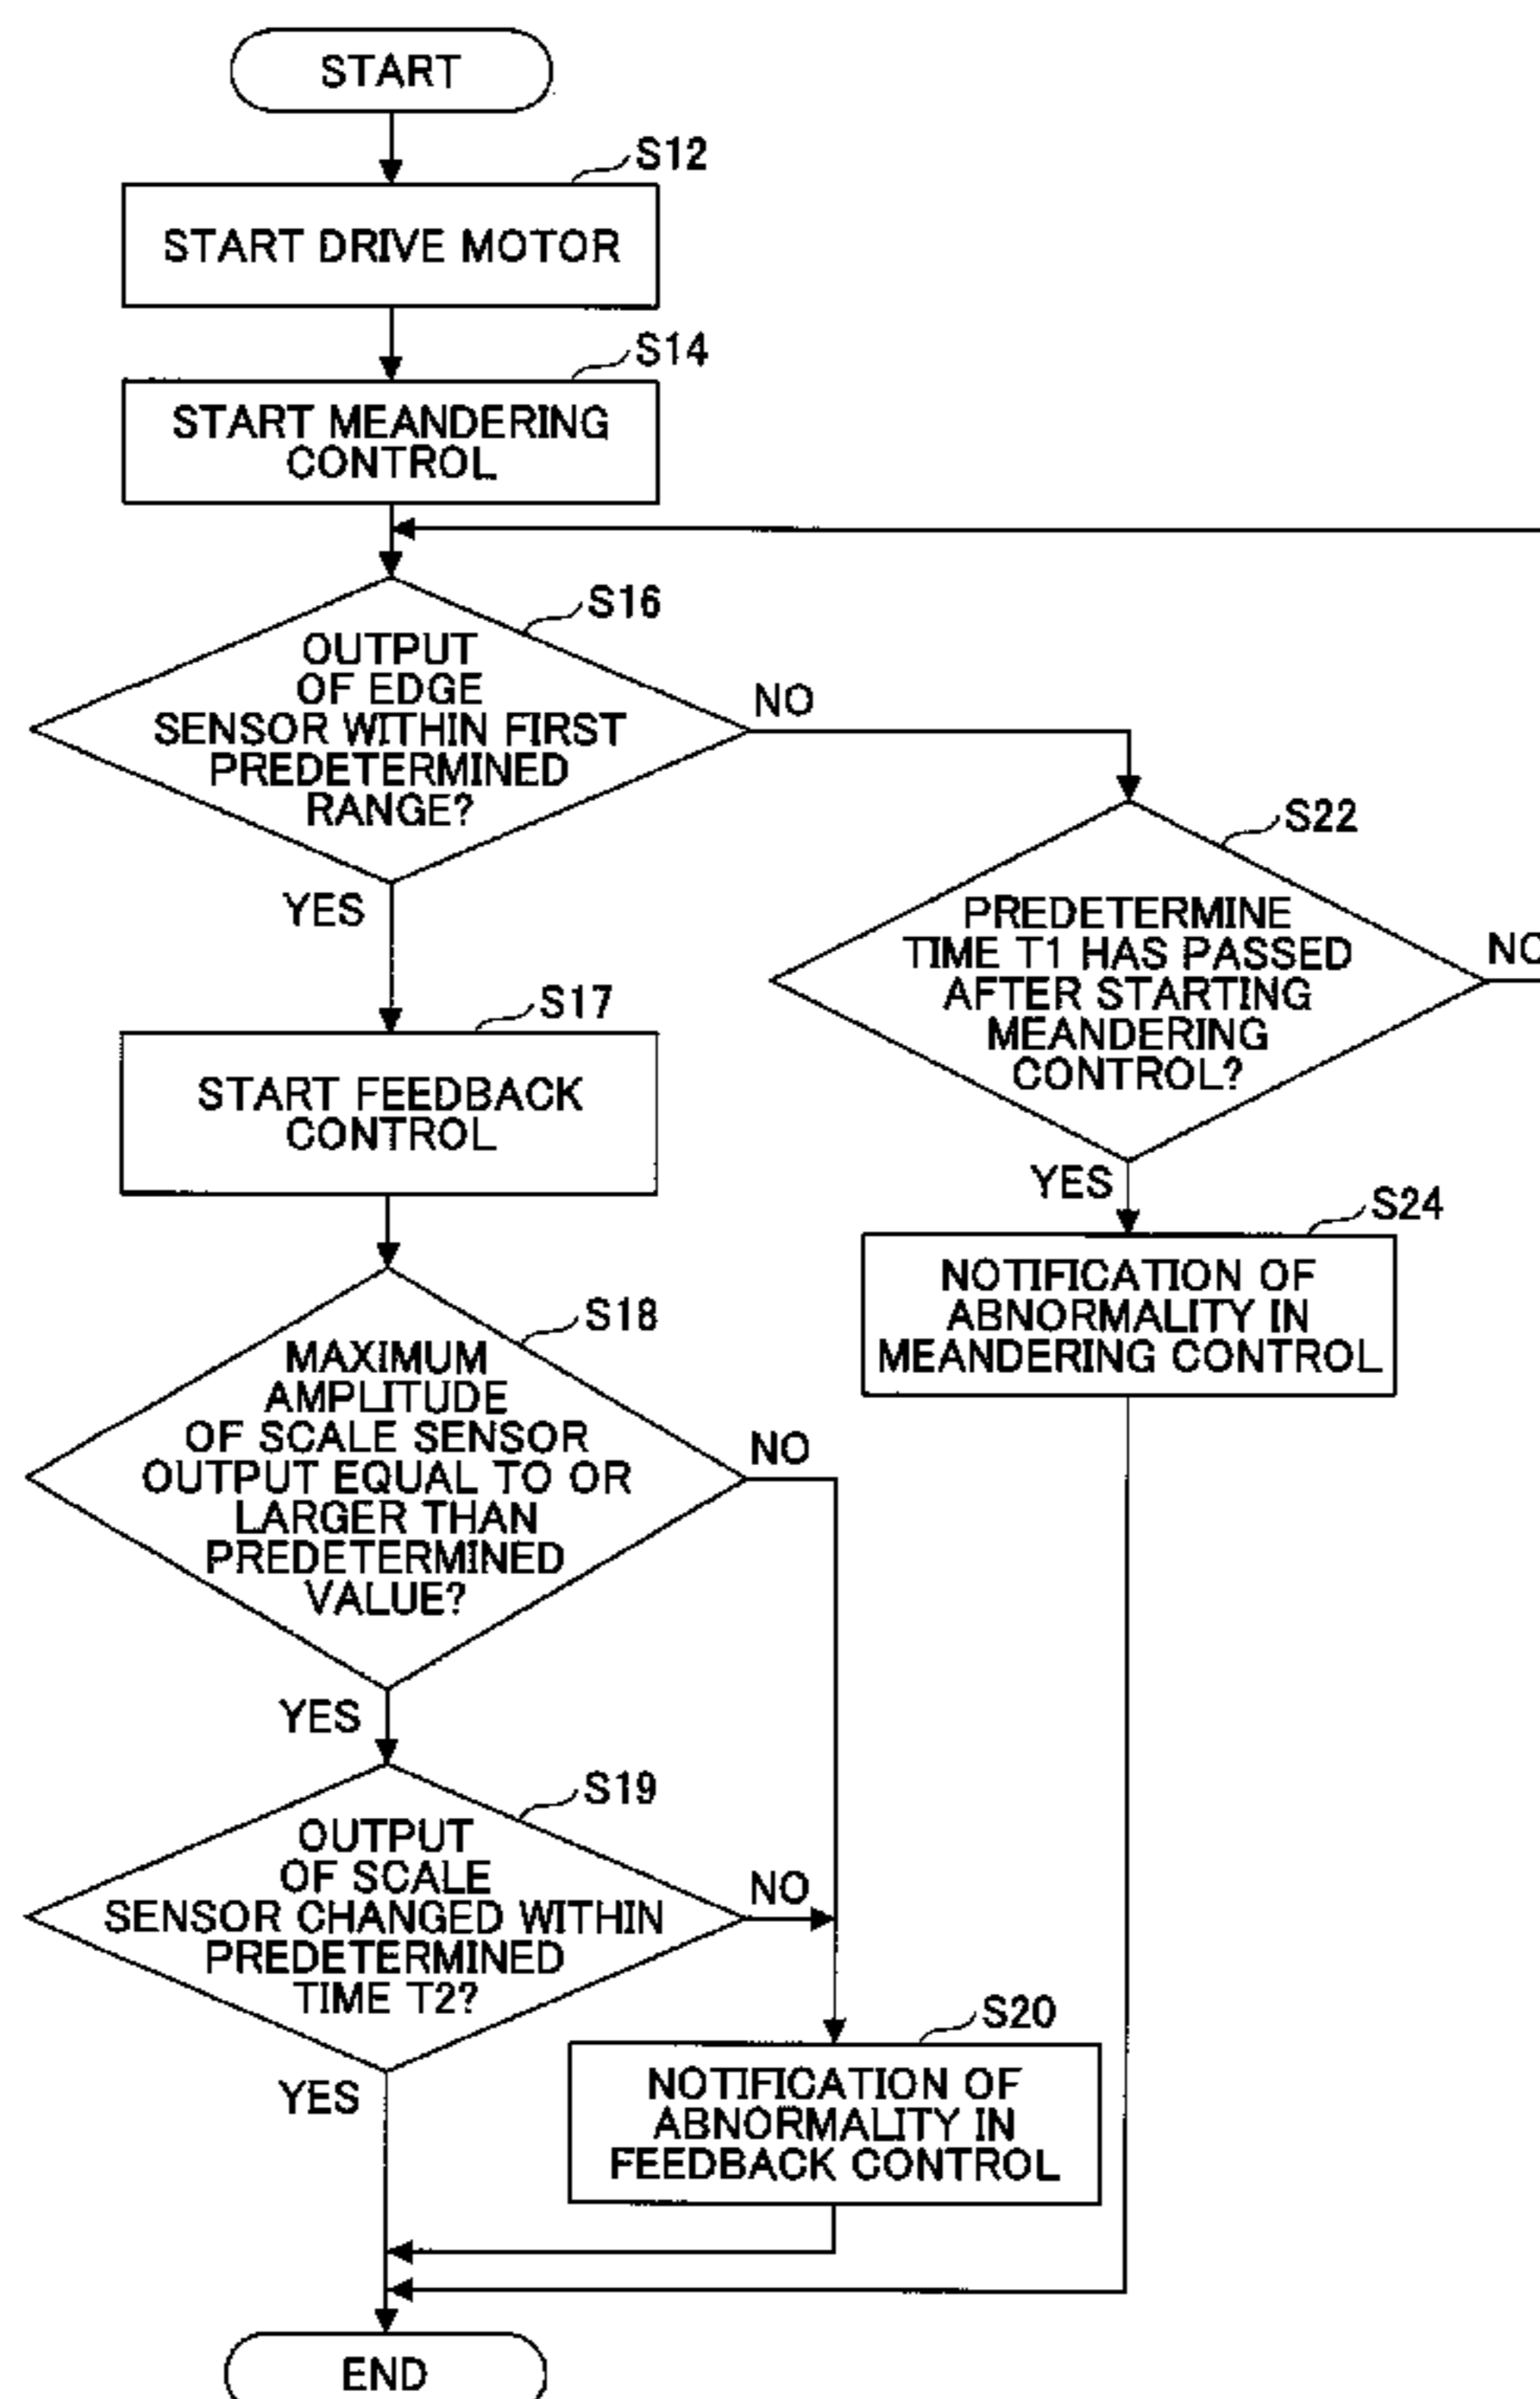 START
S12
START DRIVE MOTOR
S14
START MEANDERING
CONTROL
S16
OUTPUT
OF EDGE
SENSOR WITHIN FIRST
PREDETERMINED
RANGE?
NO
YES
S22
PREDETERMINE
TIME T1 HAS PASSED
AFTER STARTING
MEANDERING
CONTROL?
NO
YES
S17
START FEEDBACK
CONTROL
S24
NOTIFICATION OF
ABNORMALITY IN
MEANDERING CONTROL
S18
MAXIMUM
AMPLITUDE
OF SCALE SENSOR
OUTPUT EQUAL TO OR
LARGER THAN
PREDETERMINED
VALUE?
NO
YES
S19
OUTPUT
OF SCALE
SENSOR CHANGED WITHIN
PREDETERMINED
TIME T2?
NO
YES
S20
NOTIFICATION OF
ABNORMALITY IN
FEEDBACK CONTROL
END